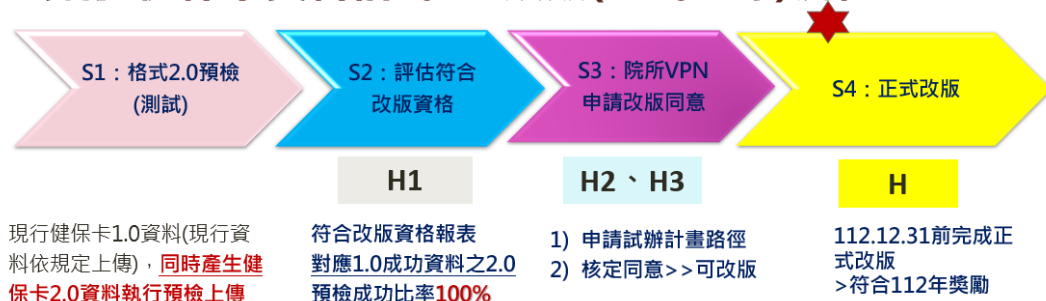 S1：格式2.0預檢
(測試)
S2：評估符合
改版資格
S3：院所VPN
申請改版同意
S4：正式改版
H1
H2、H3
H
現行健保卡1.0資料(現行資
料依規定上傳)，同時產生健
保卡2.0資料執行預檢上傳
符合改版資格報表
對應1.0成功資料之2.0
預檢成功比率100%
1) 申請試辦計畫路徑
2) 核定同意>>可改版
112.12.31前完成正
式改版
>符合112年獎勵